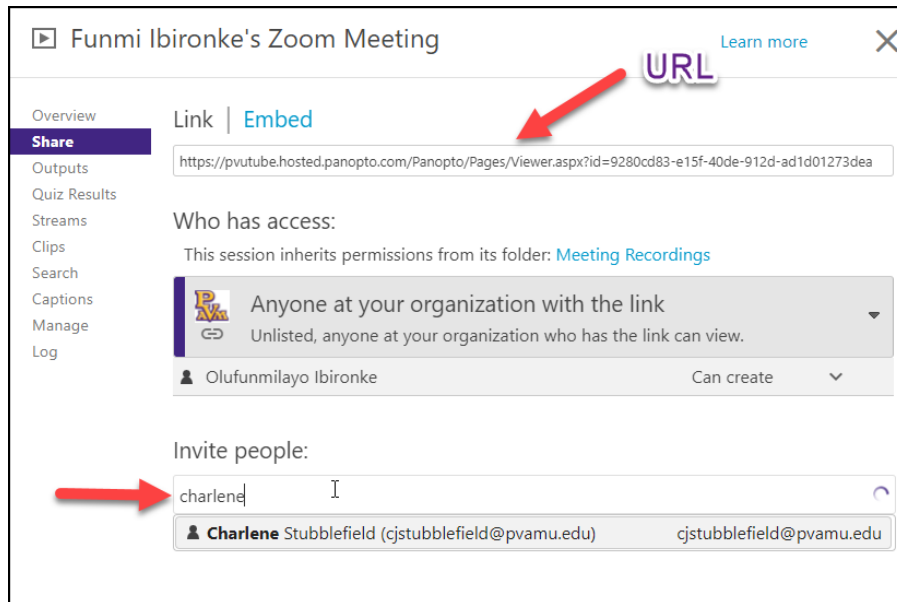 Funmi Ibironke's Zoom Meeting
Learn more
URL
Overview
Share
Outputs
Quiz Results
Streams
Clips
Search
Captions
Manage
Log
Link | Embed
https://pvutube.hosted.panopto.com/Panopto/Pages/Viewer.aspx?id=9280cd83-e15f-40de-912d-ad1d01273dea
Who has access:
This session inherits permissions from its folder: Meeting Recordings
PVAMU
Anyone at your organization with the link
Unlisted, anyone at your organization who has the link can view.
Olufunmilayo Ibironke Can create
Invite people:
charlene
Charlene Stubblefield (cjstubblefield@pvamu.edu) cjstubblefield@pvamu.edu